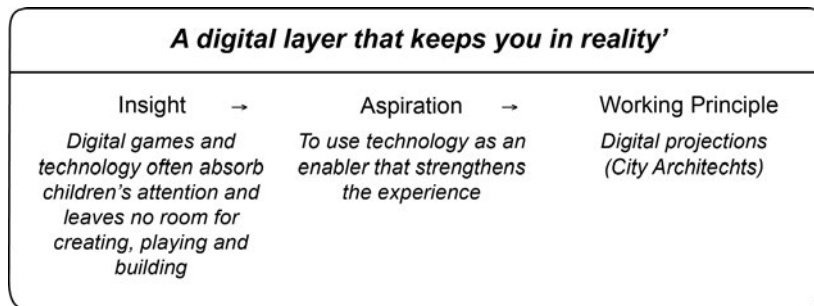 A digital layer that keeps you in reality’
Insight → Aspiration → Working Principle
Digital games and
technology often absorb
children’s attention and
leaves no room for
creating, playing and
building
To use technology as an
enabler that strengthens
the experience
Digital projections
(City Architechts)